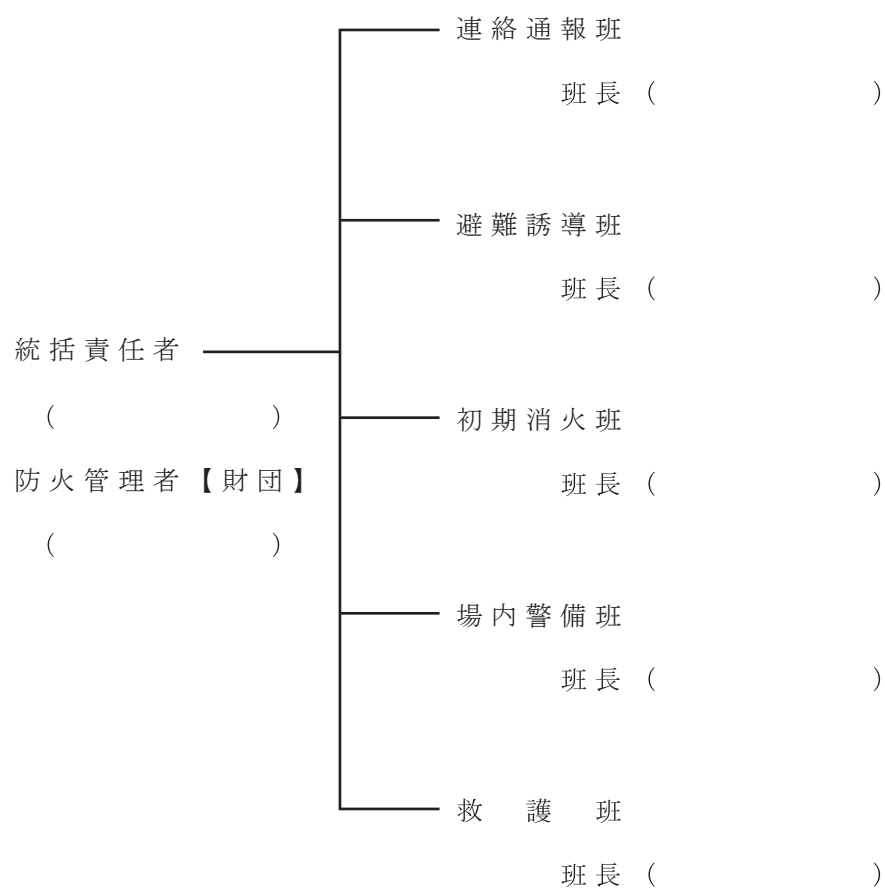 連絡通報班
班長（　　　　　　）
避難誘導班
班長（　　　　　　）
統括責任者
（　　　　　　）
初期消火班
防火管理者【財団】
班長（　　　　　　）
（　　　　　　）
場内警備班
班長（　　　　　　）
救　護　班
班長（　　　　　　）